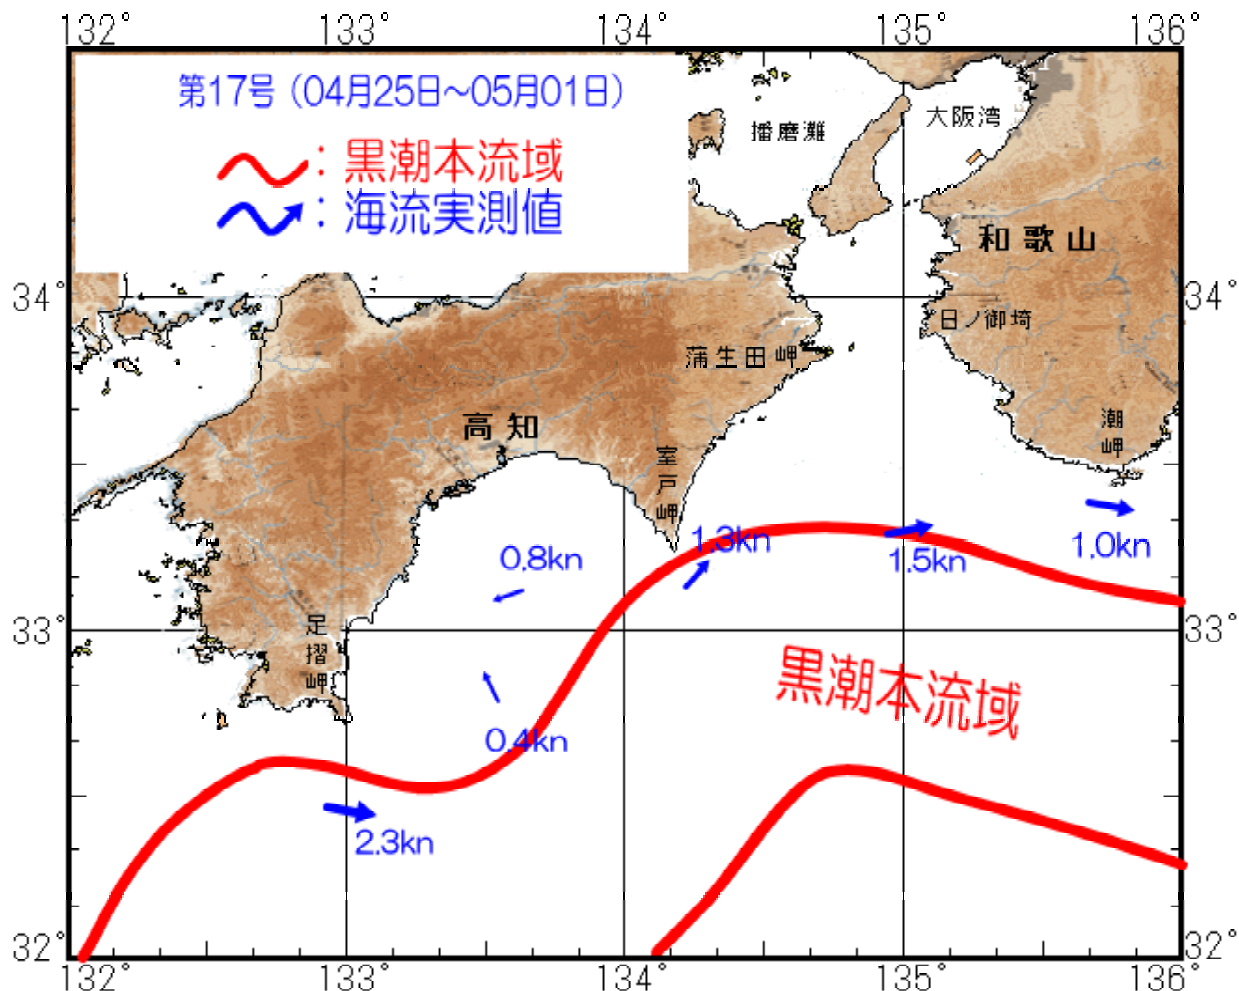 132° 133° 134° 135° 136°
第17号（04月25日～05月01日）
：黒潮本流域
：海流実測値
播磨灘
大阪湾
和歌山
34° 34°
日ノ御埼
蒲生田岬
潮岬
高知
室戸岬
1.3kn
1.5kn
1.0kn
0.8kn
33° 33°
足摺岬
黒潮本流域
0.4kn
2.3kn
32° 32°
132° 133° 134° 135° 136°